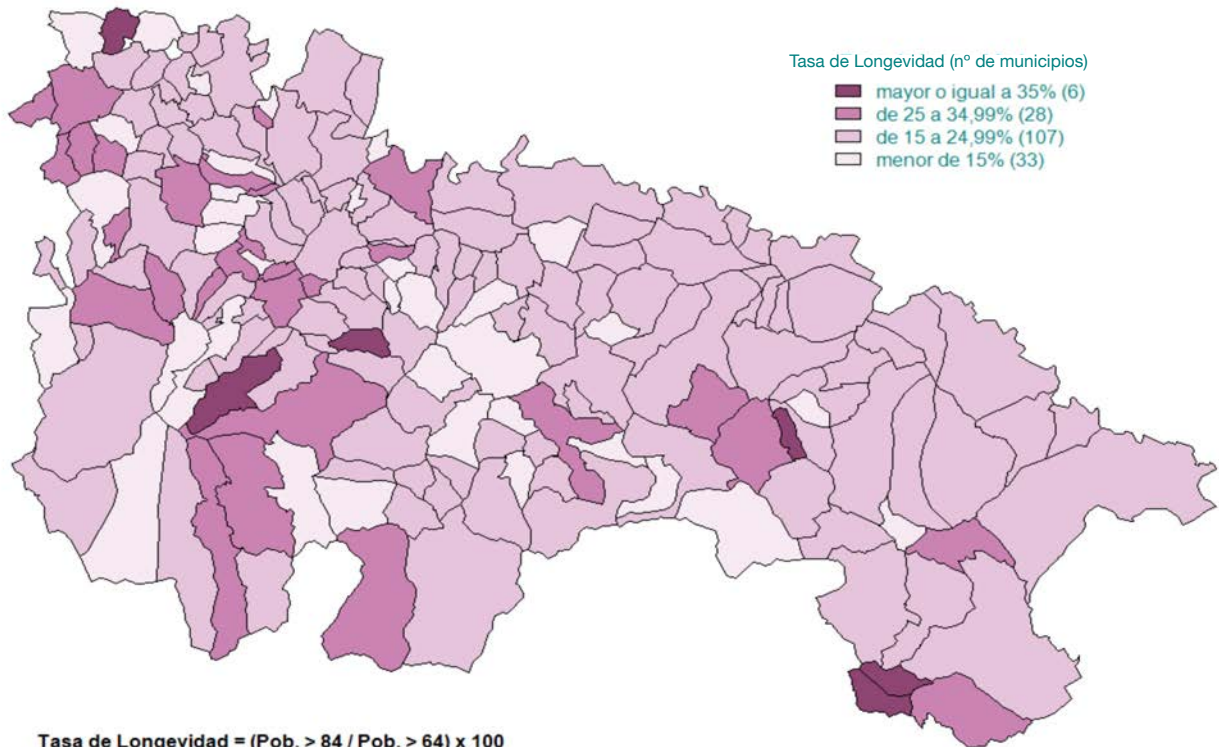 Tasa de Longevidad (nº de municipios)
mayor o igual a 35% (6)
de 25 a 34,99% (28)
de 15 a 24,99% (107)
menor de 15% (33)
Tasa de Longevidad = (Pob. > 84 / Pob. > 64) x 100